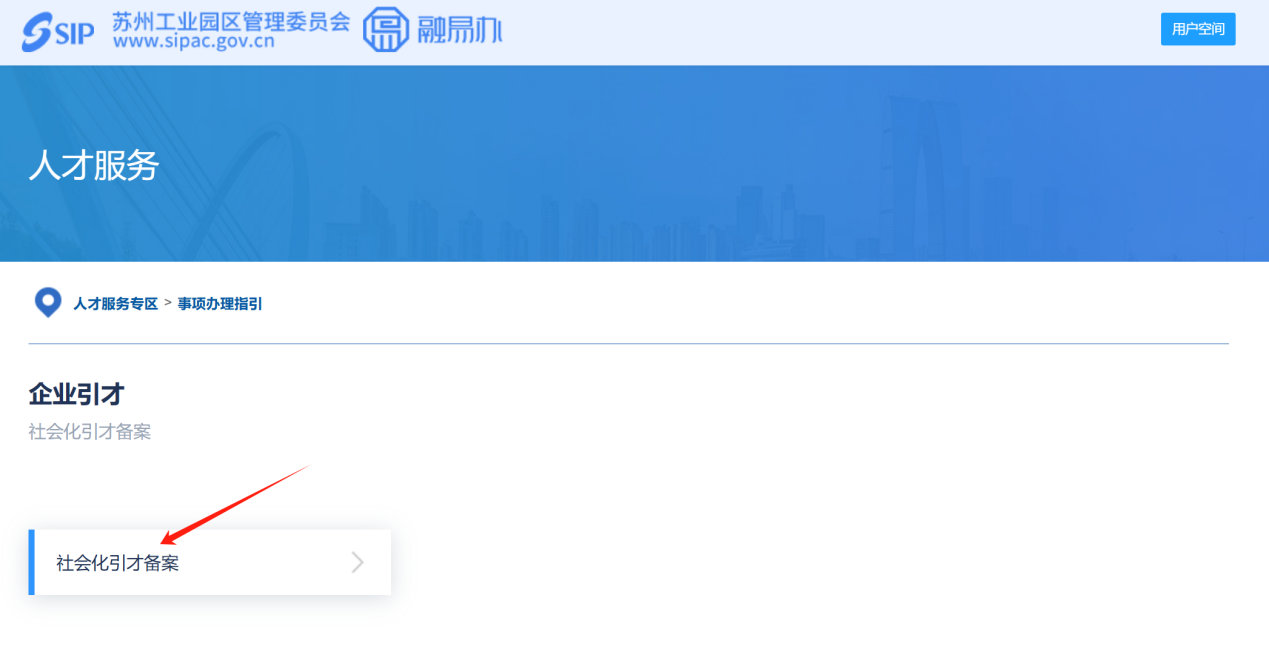 SIP 苏州工业园区管理委员会 融易办
www.sipac.gov.cn
用户空间
人才服务
人才服务专区 > 事项办理指引
企业引才
社会化引才备案
社会化引才备案